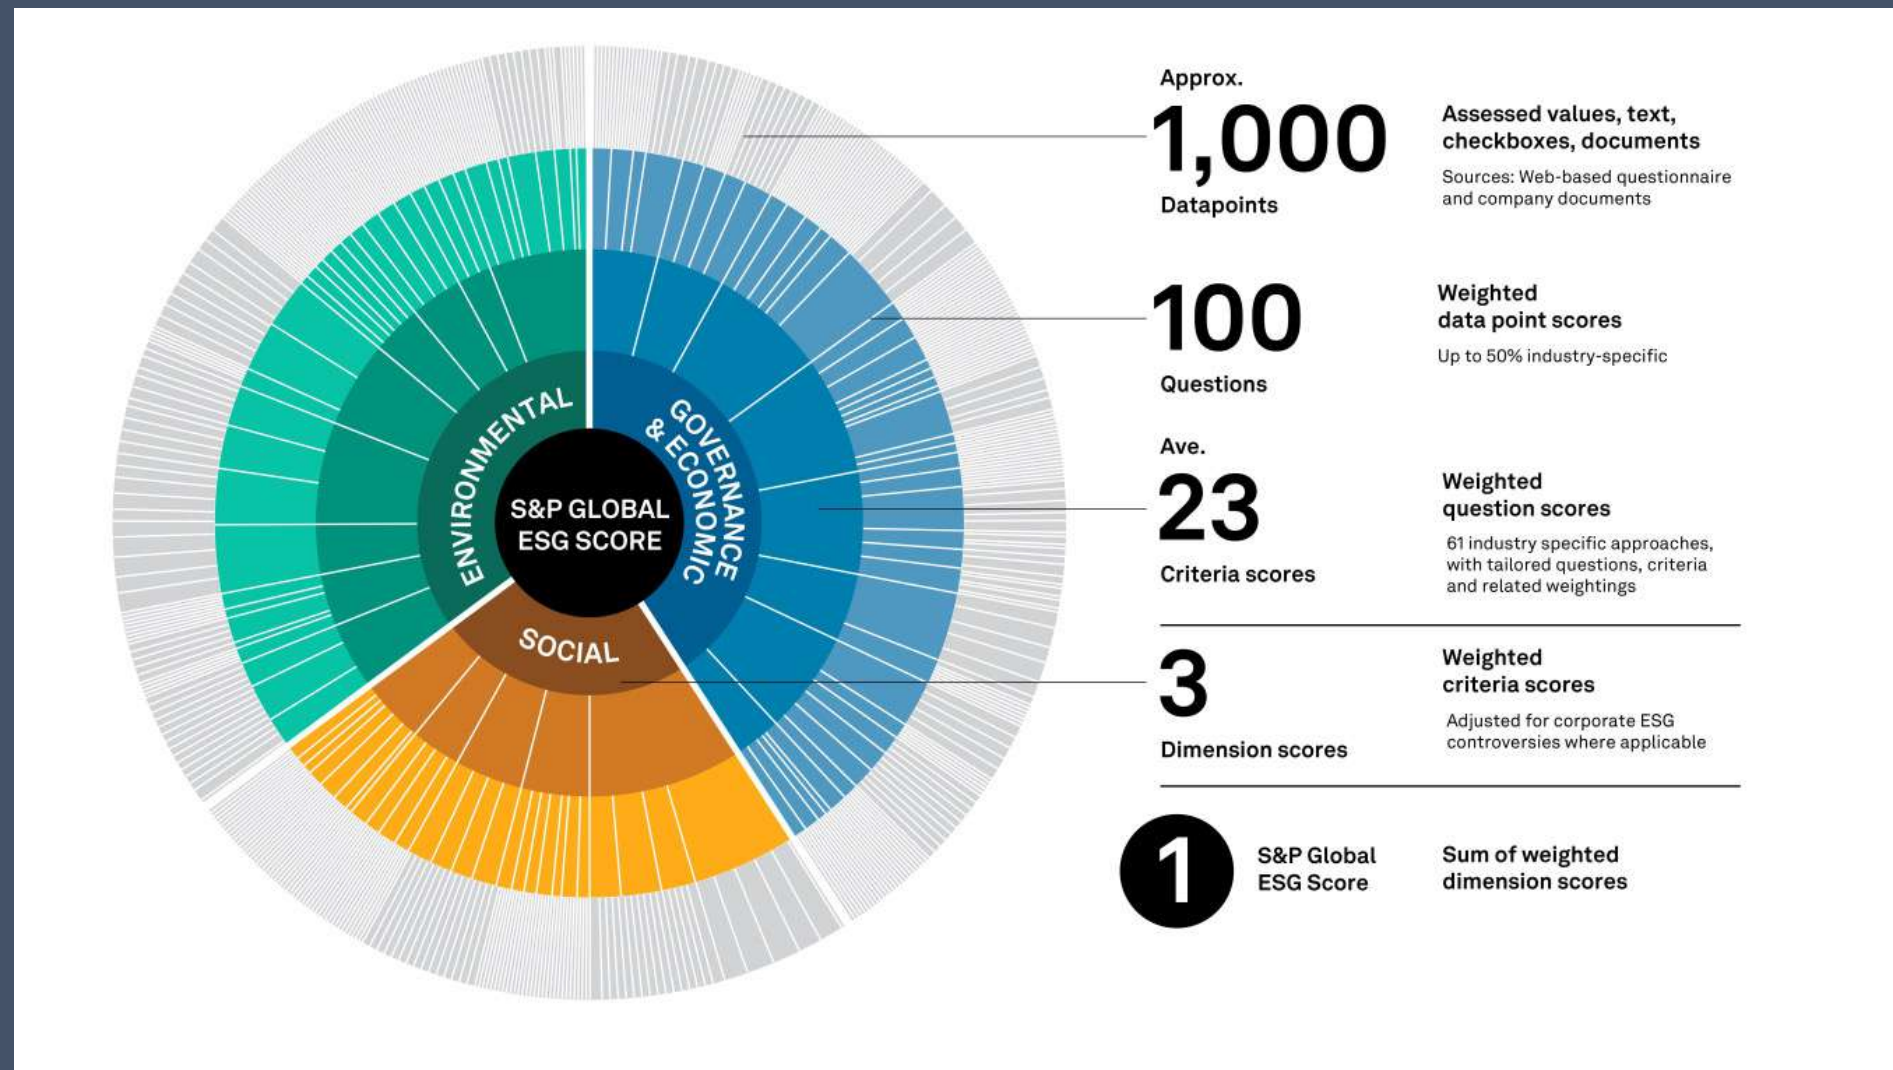 ENVIRONMENTAL
GOVERNANCE
& ECONOMIC
S&P GLOBAL
ESG SCORE
SOCIAL
Approx.
1,000
Datapoints
Assessed values, text,
checkboxes, documents
Sources: Web-based questionnaire
and company documents
100
Questions
Weighted
data point scores
Up to 50% industry-specific
Ave.
23
Criteria scores
Weighted
question scores
61 industry specific approaches,
with tailored questions, criteria
and related weightings
3
Dimension scores
Weighted
criteria scores
Adjusted for corporate ESG
controversies where applicable
1
S&P Global
ESG Score
Sum of weighted
dimension scores